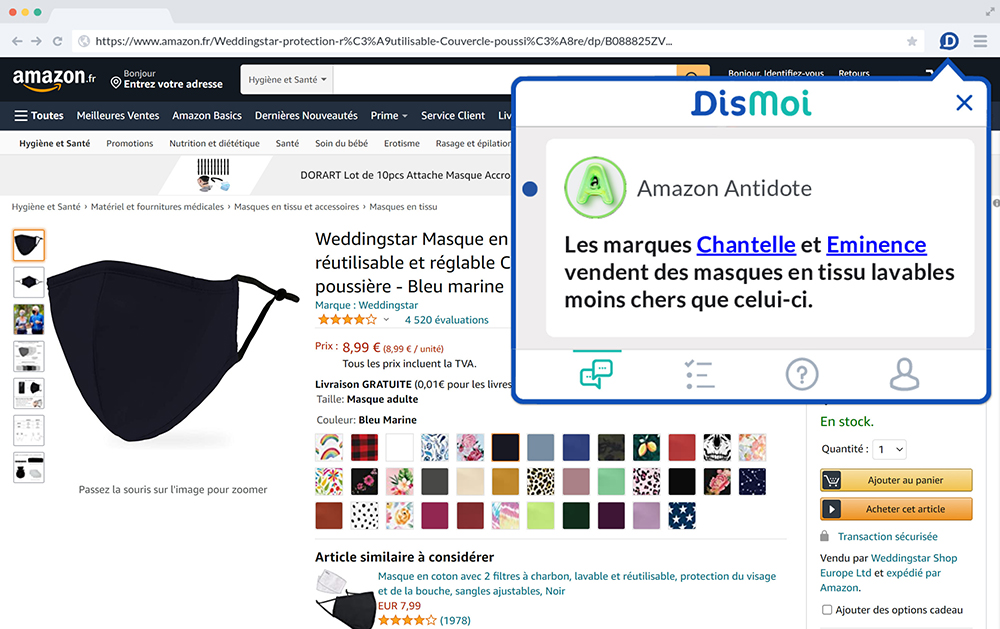 https://www.amazon.fr/Weddingstar-protection-r%C3%A9utilisable-Couvercle-poussi%C3%A8re/dp/B088825ZV...
amazon.fr
Bonjour
Entrez votre adresse
Hygiène et Santé
Bonjour, Identifiez-vous
Retours
Toutes
Meilleures Ventes
Amazon Basics
Dernières Nouveautés
Prime
Service Client
Liv
Hygiène et Santé
Promotions
Nutrition et diététique
Santé
Soin du bébé
Erotisme
Rasage et épilation
DORART Lot de 10pcs Attache Masque Accro
Hygiène et Santé › Matériel et fournitures médicales › Masques en tissu et accessoires › Masques en tissu
DisMoi
Amazon Antidote
Les marques Chantelle et Eminence
vendent des masques en tissu lavables
moins chers que celui-ci.
Weddingstar Masque en
réutilisable et réglable C
poussière - Bleu marine
Marque : Weddingstar
4 520 évaluations
Prix : 8,99 € (8,99 € / unité)
Tous les prix incluent la TVA.
Livraison GRATUITE (0,01€ pour les livres
Taille: Masque adulte
Couleur: Bleu Marine
Passez la souris sur l'image pour zoomer
Article similaire à considérer
Masque en coton avec 2 filtres à charbon, lavable et réutilisable, protection du visage
et de la bouche, sangles ajustables, Noir
EUR 7,99
(1978)
En stock.
Quantité : 1
Ajouter au panier
Acheter cet article
Transaction sécurisée
Vendu par Weddingstar Shop
Europe Ltd et expédié par
Amazon.
Ajouter des options cadeau